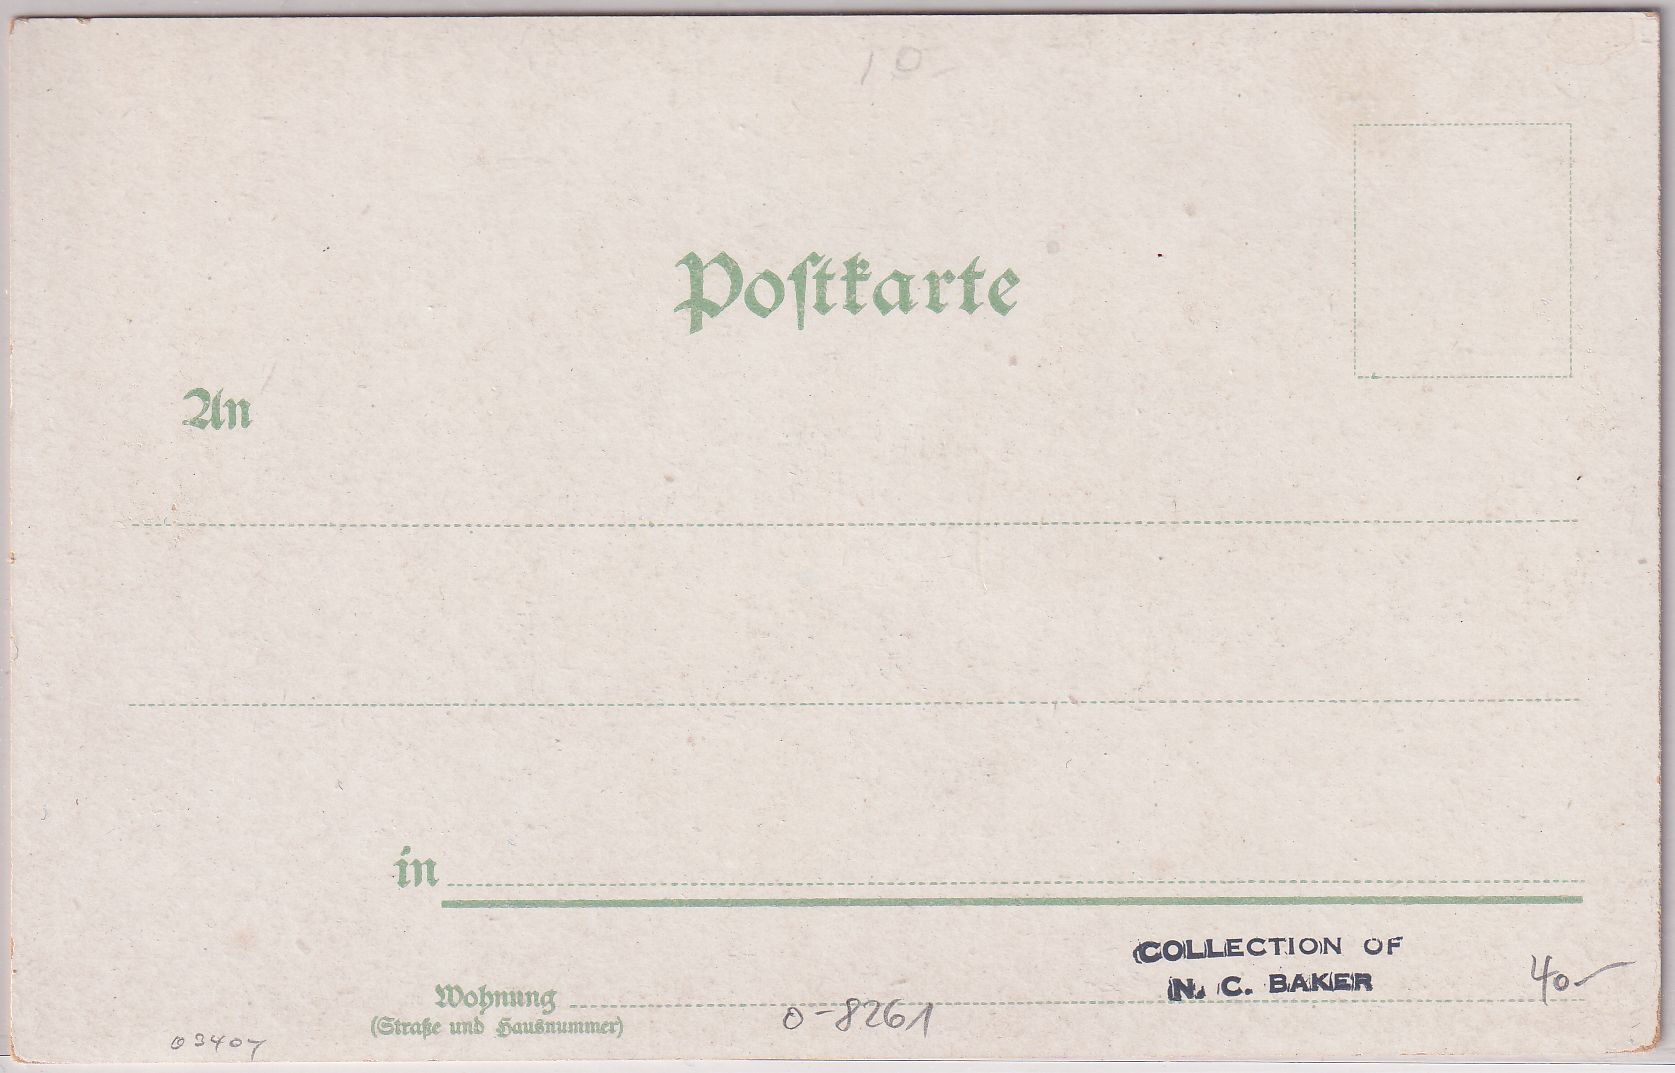 10-
Postkarte
An
in
COLLECTION OF
N. C. BAKER
40-
Wohnung
(Straße und Hausnummer)
0-8261
03407